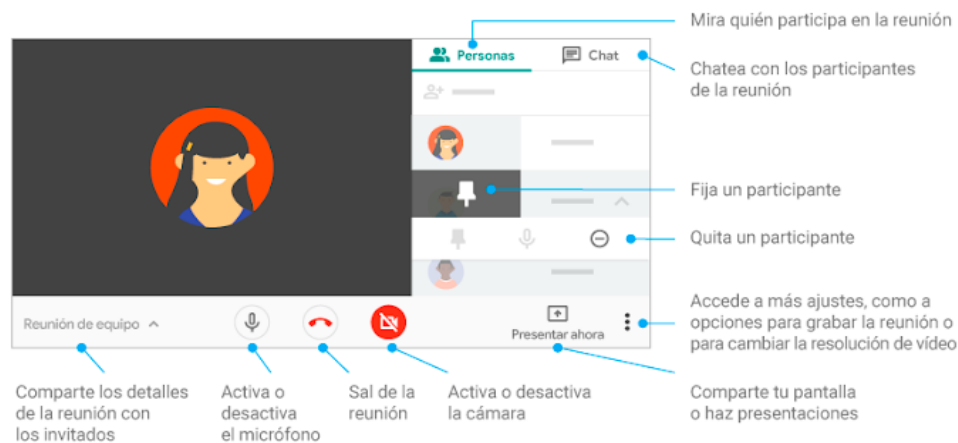 Mira quién participa en la reunión
Personas
Chat
Chatea con los participantes
de la reunión
Fija un participante
Quita un participante
Accede a más ajustes, como a
opciones para grabar la reunión o
para cambiar la resolución de vídeo
Reunión de equipo
Presentar ahora
Comparte los detalles
de la reunión con
los invitados
Activa o
desactiva
el micrófono
Sal de la
reunión
Activa o desactiva
la cámara
Comparte tu pantalla
o haz presentaciones